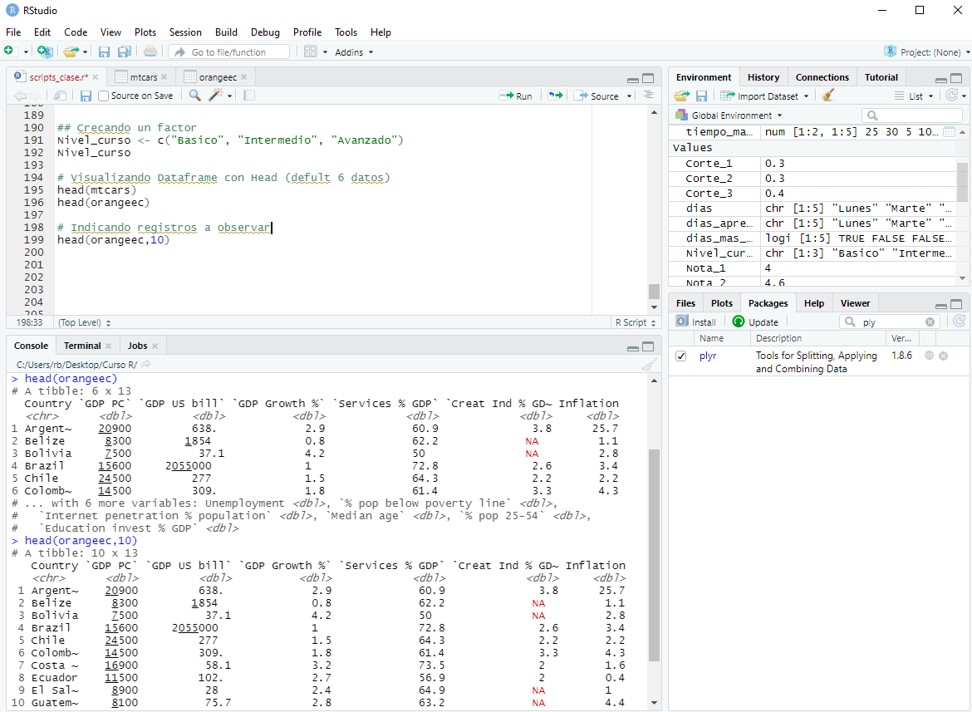 RStudio
File Edit Code View Plots Session Build Debug Profile Tools Help
Go to file/function Addins Project: (None)
scripts_clase.r* mtcars orangeec
Source on Save Run Source
189
190 ## Crecando un factor
191 Nivel_curso <- c("Basico", "Intermedio", "Avanzado")
192 Nivel_curso
193
194 # Visualizando Dataframe con Head (defult 6 datos)
195 head(mtcars)
196 head(orangeec)
197
198 # Indicando registros a observar
199 head(orangeec,10)
200
201
202
203
204
205
198:33 (Top Level) R Script
Console Terminal Jobs
C:/Users/rb/Desktop/Curso R/
> head(orangeec)
# A tibble: 6 x 13
Country `GDP PC` `GDP US bill` `GDP Growth %` `Services % GDP` `Creat Ind % GD~ Inflation
<chr> <dbl> <dbl> <dbl> <dbl> <dbl> <dbl>
1 Argent~ 20900 638. 2.9 60.9 3.8 25.7
2 Belize 8300 1854 0.8 62.2 NA 1.1
3 Bolivia 7500 37.1 4.2 50 NA 2.8
4 Brazil 15600 2055000 1 72.8 2.6 3.4
5 Chile 24500 277 1.5 64.3 2.2 2.2
6 Colomb~ 14500 309. 1.8 61.4 3.3 4.3
# ... with 6 more variables: Unemployment <dbl>, `% pop below poverty line` <dbl>,
# `Internet penetration % population` <dbl>, `Median age` <dbl>, `% pop 25-54` <dbl>,
# `Education invest % GDP` <dbl>
> head(orangeec,10)
# A tibble: 10 x 13
Country `GDP PC` `GDP US bill` `GDP Growth %` `Services % GDP` `Creat Ind % GD~ Inflation
<chr> <dbl> <dbl> <dbl> <dbl> <dbl> <dbl>
1 Argent~ 20900 638. 2.9 60.9 3.8 25.7
2 Belize 8300 1854 0.8 62.2 NA 1.1
3 Bolivia 7500 37.1 4.2 50 NA 2.8
4 Brazil 15600 2055000 1 72.8 2.6 3.4
5 Chile 24500 277 1.5 64.3 2.2 2.2
6 Colomb~ 14500 309. 1.8 61.4 3.3 4.3
7 Costa ~ 16900 58.1 3.2 73.5 2 1.6
8 Ecuador 11500 102. 2.7 56.9 2 0.4
9 El Sal~ 8900 28 2.4 64.9 NA 1
10 Guatem~ 8100 75.7 2.8 63.2 NA 4.4
Environment History Connections Tutorial
Import Dataset List
Global Environment
tiempo_ma... num [1:2, 1:5] 25 30 5 10...
Values
Corte_1 0.3
Corte_2 0.3
Corte_3 0.4
dias chr [1:5] "Lunes" "Marte" "...
dias_apre... chr [1:5] "Lunes" "Marte" "...
dias_mas_... logi [1:5] TRUE FALSE FALSE...
Nivel_cur... chr [1:3] "Basico" "Interme...
Nota_1 4
Nota_2 4.6
Files Plots Packages Help Viewer
Install Update ply
Name Description Ver...
plyr Tools for Splitting, Applying 1.8.6
and Combining Data